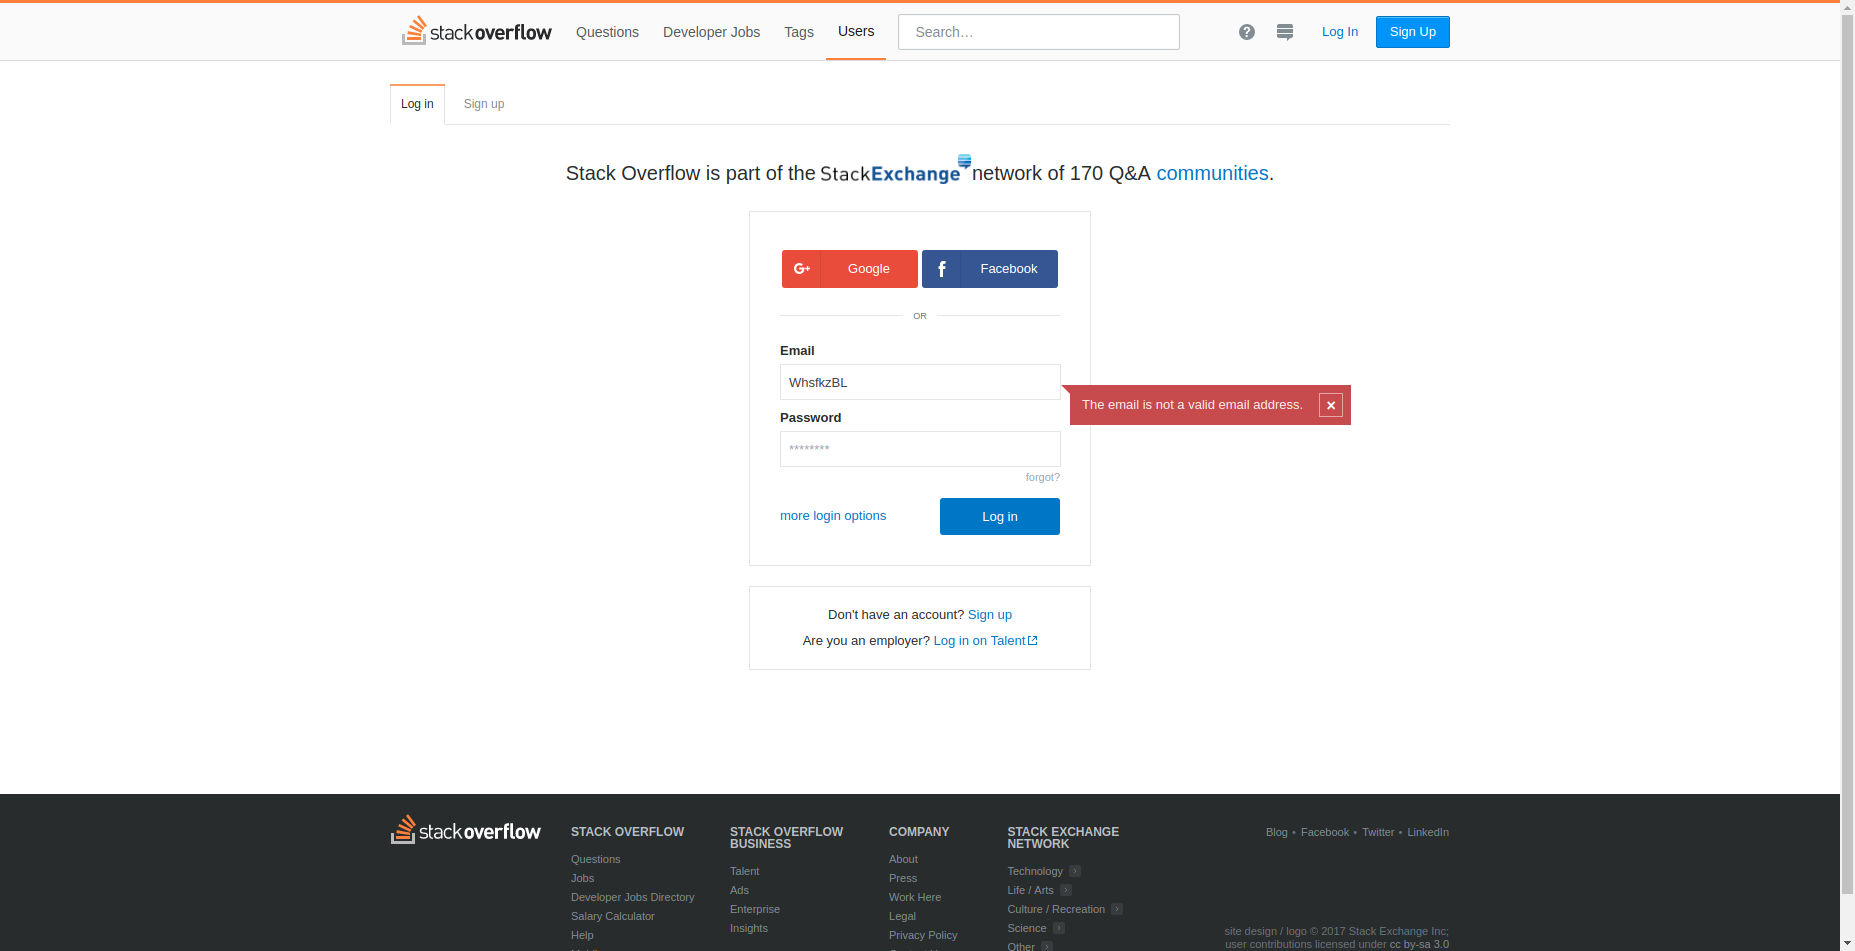 stackoverflow Questions Developer Jobs Tags Users Search… ? Log In Sign Up
Log in Sign up
Stack Overflow is part of the StackExchange network of 170 Q&A communities.
G+ Google f Facebook
OR
Email
WhsfkzBL
The email is not a valid email address. ×
Password
********
forgot?
more login options Log in
Don't have an account? Sign up
Are you an employer? Log in on Talent
stackoverflow
STACK OVERFLOW
Questions
Jobs
Developer Jobs Directory
Salary Calculator
Help
STACK OVERFLOW
BUSINESS
Talent
Ads
Enterprise
Insights
COMPANY
About
Press
Work Here
Legal
Privacy Policy
STACK EXCHANGE
NETWORK
Technology ›
Life / Arts ›
Culture / Recreation ›
Science ›
Other ›
Blog • Facebook • Twitter • LinkedIn
site design / logo © 2017 Stack Exchange Inc;
user contributions licensed under cc by-sa 3.0